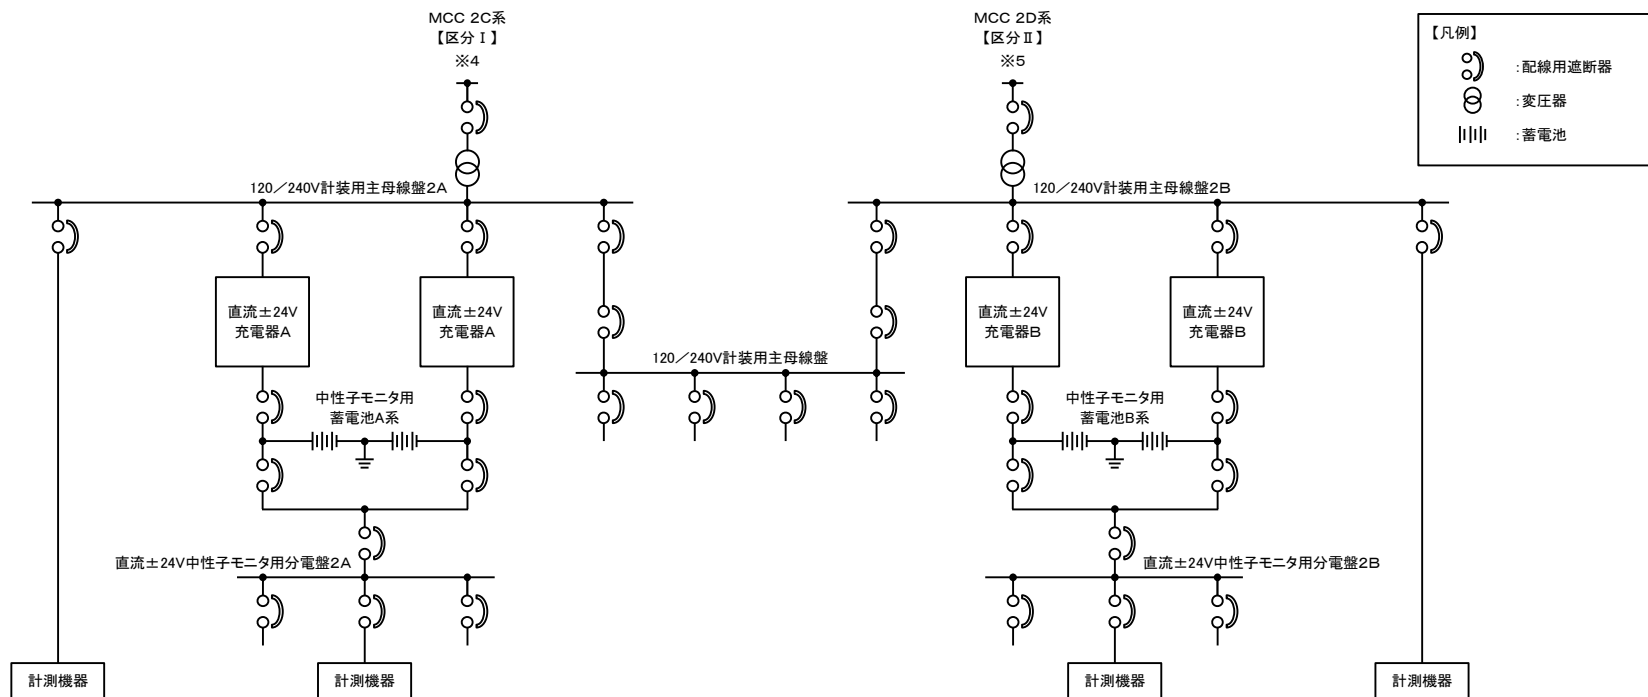 MCC 2C系
【区分Ⅰ】
※4
MCC 2D系
【区分Ⅱ】
※5
【凡例】
:配線用遮断器
:変圧器
:蓄電池
120/240V計装用主母線盤2A
120/240V計装用主母線盤2B
直流±24V
充電器A
直流±24V
充電器A
直流±24V
充電器B
直流±24V
充電器B
120/240V計装用主母線盤
中性子モニタ用
蓄電池A系
中性子モニタ用
蓄電池B系
直流±24V中性子モニタ用分電盤2A
直流±24V中性子モニタ用分電盤2B
計測機器
計測機器
計測機器
計測機器